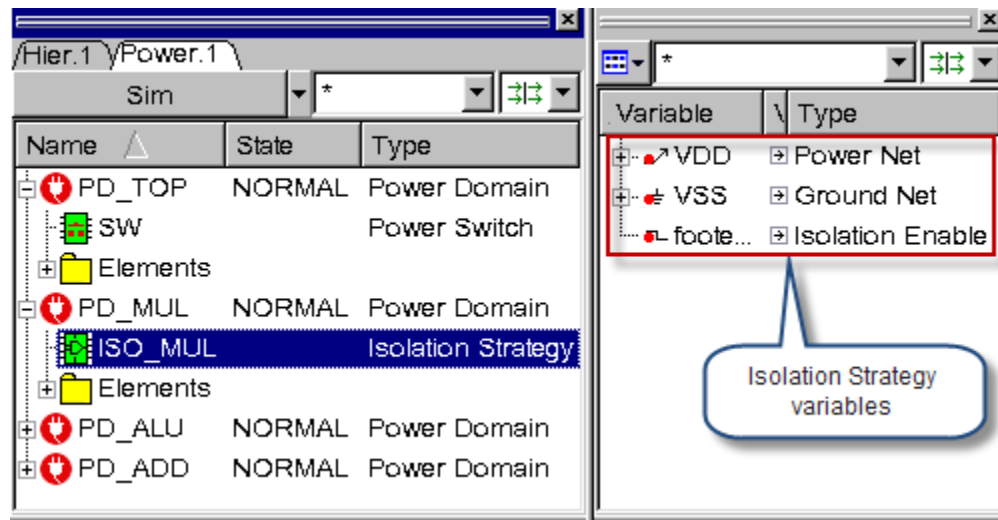 Hier.1 Power.1
Sim *
Name State Type
PD_TOP NORMAL Power Domain
SW Power Switch
Elements
PD_MUL NORMAL Power Domain
ISO_MUL Isolation Strategy
Elements
PD_ALU NORMAL Power Domain
PD_ADD NORMAL Power Domain
*
Variable V Type
VDD Power Net
VSS Ground Net
foote... Isolation Enable
Isolation Strategy
variables